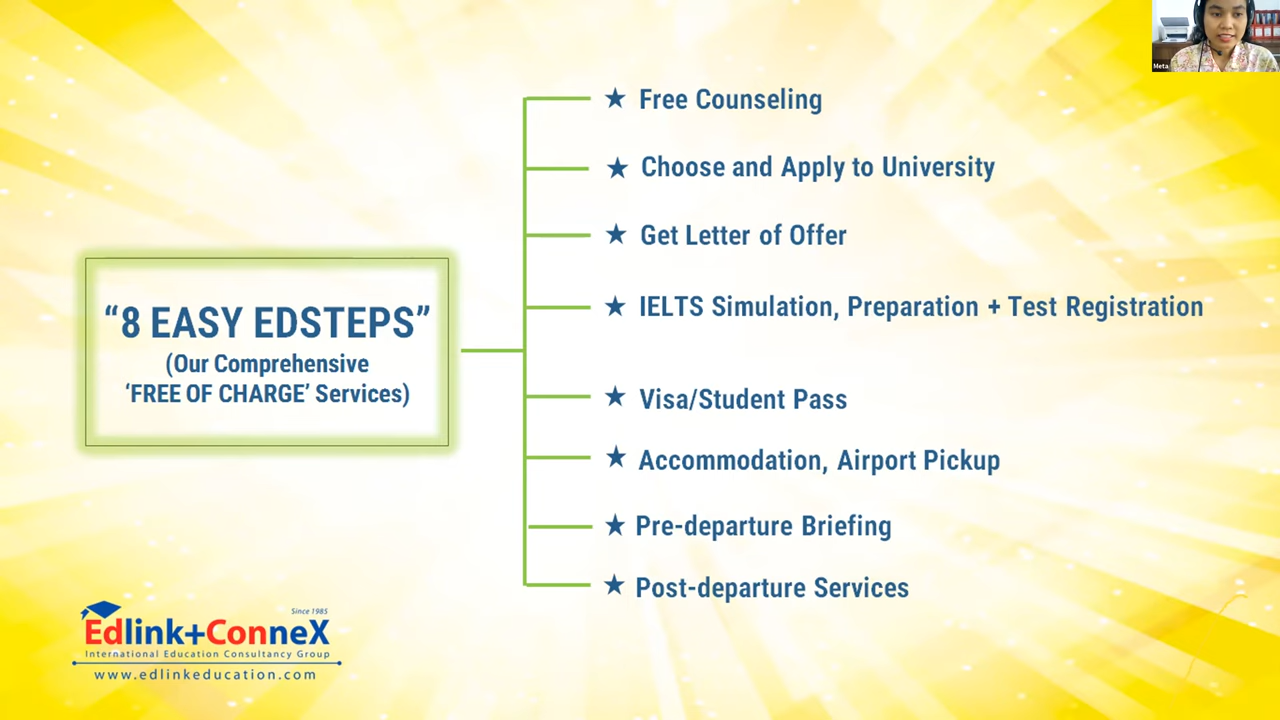 Meta
★ Free Counseling
★ Choose and Apply to University
★ Get Letter of Offer
★ IELTS Simulation, Preparation + Test Registration
“8 EASY EDSTEPS”
(Our Comprehensive
‘FREE OF CHARGE’ Services)
★ Visa/Student Pass
★ Accommodation, Airport Pickup
★ Pre-departure Briefing
★ Post-departure Services
Since 1985
Edlink+ConneX
International Education Consultancy Group
www.edlinkeducation.com